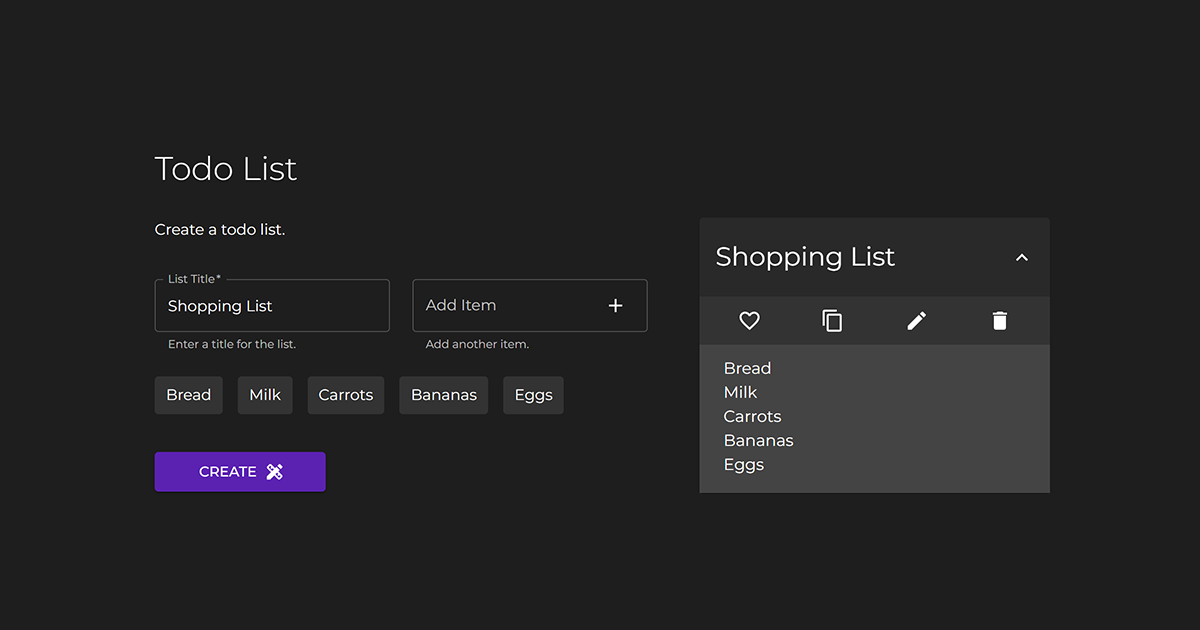 Todo List
Create a todo list.
List Title*
Shopping List
Enter a title for the list.
Add Item
Add another item.
Bread Milk Carrots Bananas Eggs
CREATE
Shopping List
Bread
Milk
Carrots
Bananas
Eggs